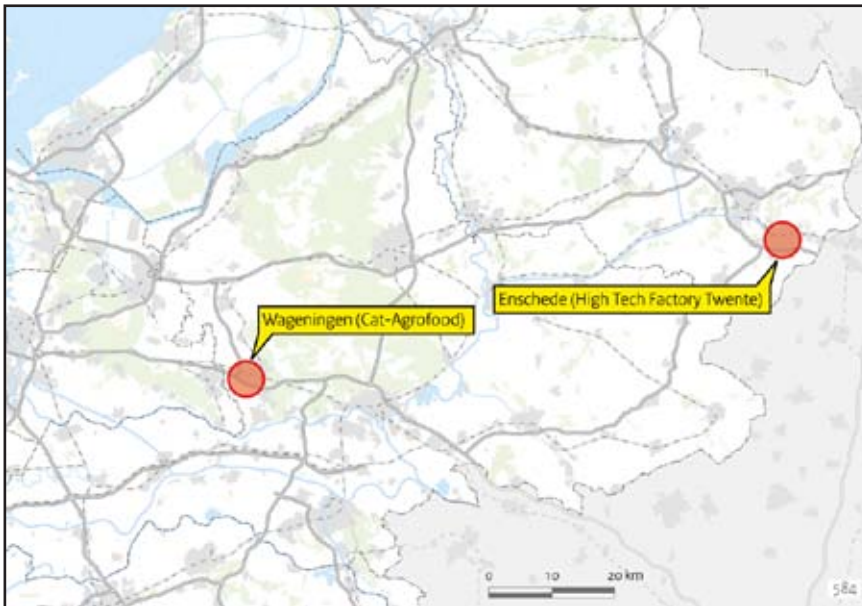 Enschede (High Tech Factory Twente)
Wageningen (Cat-Agrofood)
0 10 20 km
584